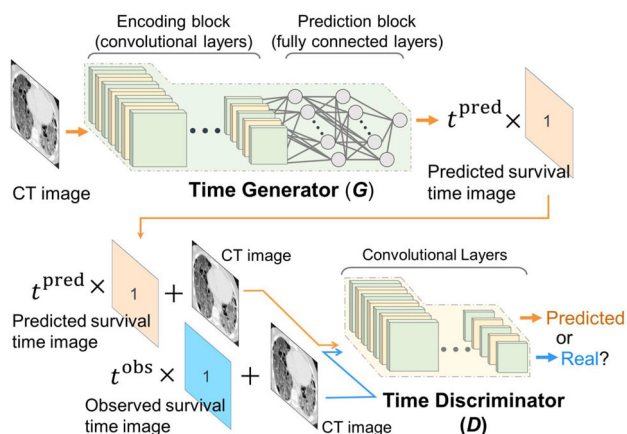 Encoding block
(convolutional layers)
Prediction block
(fully connected layers)
CT image
Time Generator (G)
t^pred × 1
Predicted survival
time image
t^pred × 1 +
CT image
Predicted survival
time image
t^obs × 1 +
Observed survival
time image
CT image
Convolutional Layers
Predicted
or
Real?
Time Discriminator
(D)